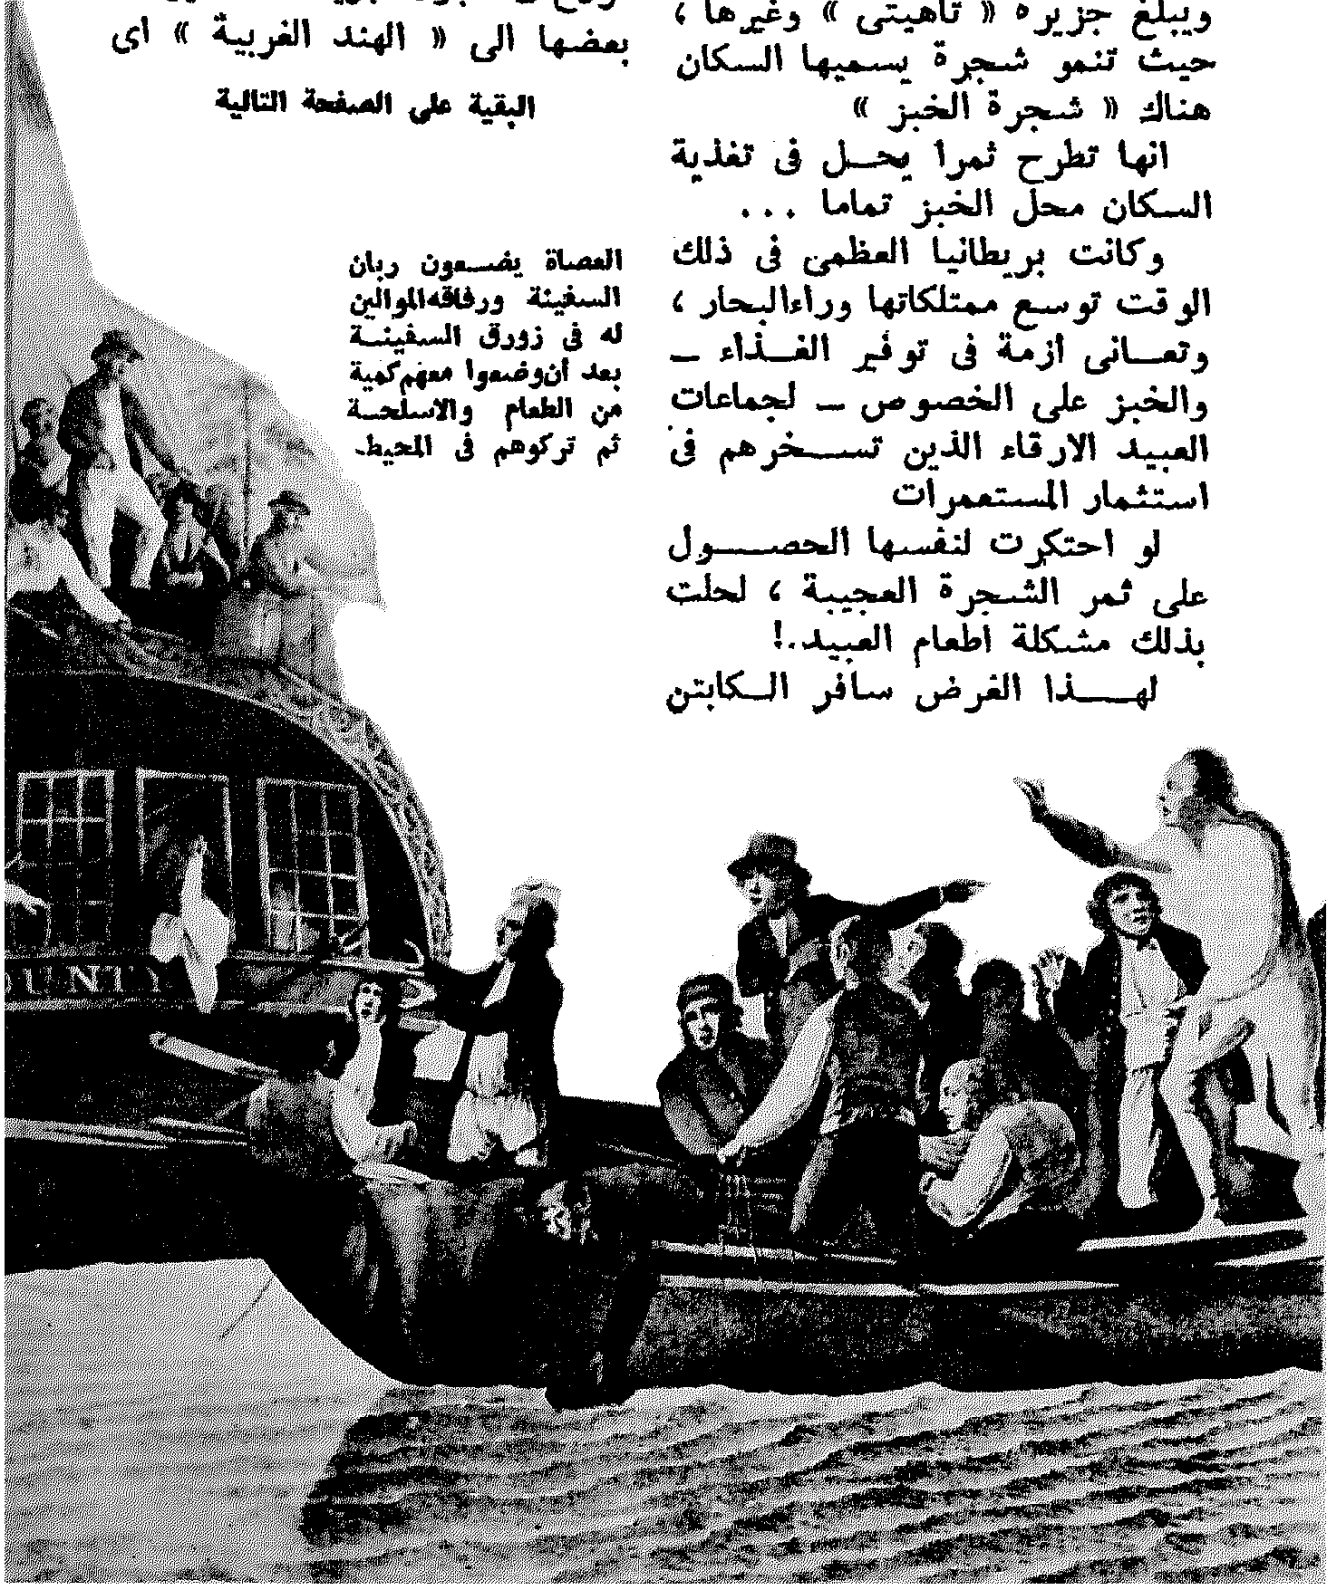 ويبلغ جزيرة « تاهيتى » وغيرها ،
حيث تنمو شجرة يسميها السكان
هناك « شجرة الخبز »
انها تطرح ثمرا يحل فى تغذية
السكان محل الخبز تماما ...
وكانت بريطانيا العظمى فى ذلك
الوقت توسع ممتلكاتها وراءالبحار ،
وتعانى أزمة فى توفير الغذاء —
والخبز على الخصوص — لجماعات
العبيد الارقاء الذين تسخرهم فى
استثمار المستعمرات
لو احتكرت لنفسها الحصول
على ثمر الشجرة العجيبة ، لحلت
بذلك مشكلة اطعام العبيد..!
لهذا الغرض سافر الكابتن
بعضها الى « الهند الغربية » اى
البقية على الصفحة التالية
العصاة يضعون ربان
السفينة ورفاقه الموالين
له فى زورق السفينة
بعد أن وضعوا معهم كمية
من الطعام والاسلحة
ثم تركوهم فى المحيط.
OUNTY